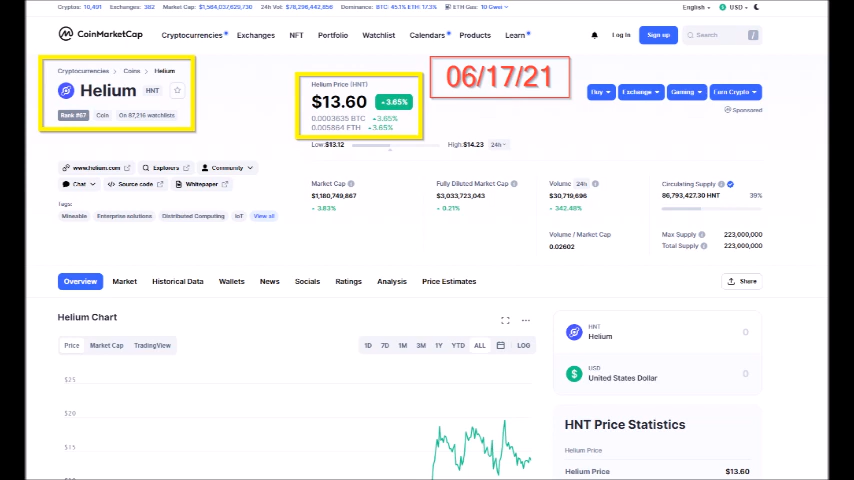 Cryptos: 10,491 Exchanges: 382 Market Cap: $1,564,037,629,730 24h Vol: $78,296,442,656 Dominance: BTC: 45.1% ETH: 17.3% ETH Gas: 10 Gwei English USD
CoinMarketCap Cryptocurrencies Exchanges NFT Portfolio Watchlist Calendars Products Learn Log In Sign up Search /
Cryptocurrencies > Coins > Helium
Helium HNT
Rank #67 Coin On 87,216 watchlists
Helium Price (HNT)
$13.60 3.65%
0.0003635 BTC 3.65%
0.005864 ETH 3.65%
Low: $13.12 High: $14.23 24h
06/17/21
Buy Exchange Gaming Earn Crypto
Sponsored
www.helium.com Explorers Community
Chat Source code Whitepaper
Tags:
Mineable Enterprise solutions Distributed Computing IoT View all
Market Cap
$1,180,749,867
3.83%
Fully Diluted Market Cap
$3,033,723,043
0.21%
Volume 24h
$30,719,696
342.48%
Volume / Market Cap
0.02602
Circulating Supply
86,793,427.30 HNT 39%
Max Supply 223,000,000
Total Supply 223,000,000
Overview Market Historical Data Wallets News Socials Ratings Analysis Price Estimates Share
Helium Chart
Price Market Cap TradingView 1D 7D 1M 3M 1Y YTD ALL LOG
$25
$20
$15
HNT
Helium 0
USD
United States Dollar 0
HNT Price Statistics
Helium Price
Helium Price $13.60